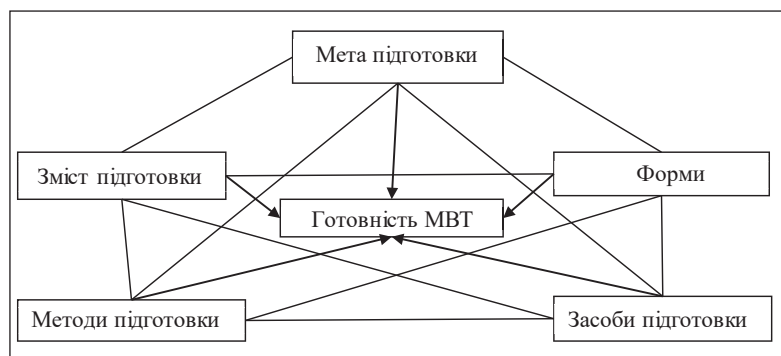 Мета підготовки
Зміст підготовки
Форми
Готовність МВТ
Методи підготовки
Засоби підготовки